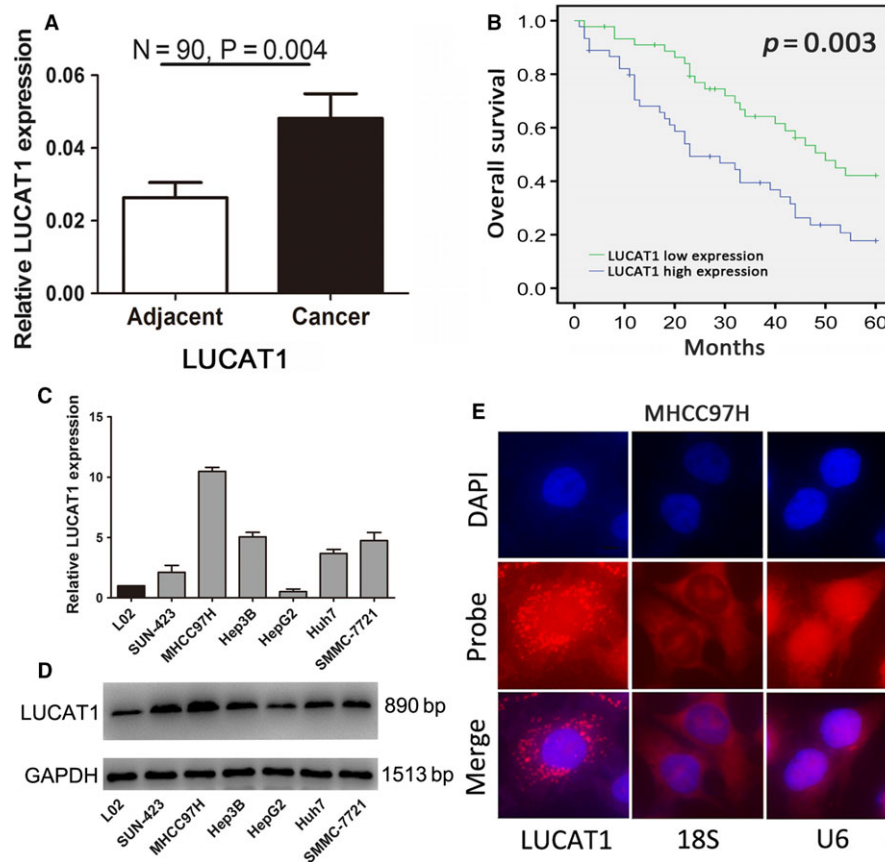 A
N = 90, P = 0.004
Relative LUCAT1 expression
0.06
0.04
0.02
0.00
Adjacent
Cancer
LUCAT1
B
p = 0.003
Overall survival
1.0
0.8
0.6
0.4
0.2
0.0
LUCAT1 low expression
LUCAT1 high expression
0 10 20 30 40 50 60
Months
C
Relative LUCAT1 expression
15
10
5
0
L02
SUN-423
MHCC97H
Hep3B
HepG2
Huh7
SMMC-7721
D
LUCAT1
890 bp
GAPDH
1513 bp
L02
SUN-423
MHCC97H
Hep3B
HepG2
Huh7
SMMC-7721
E
MHCC97H
DAPI
Probe
Merge
LUCAT1
18S
U6